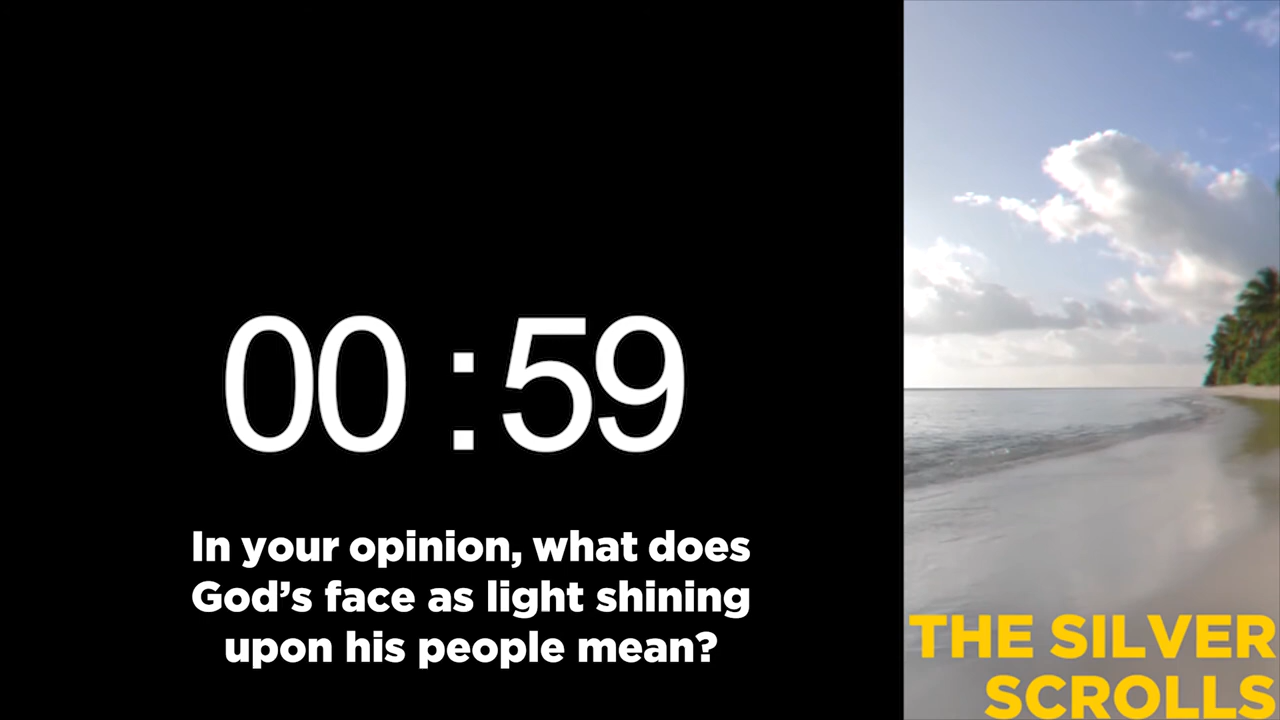 00 : 59
In your opinion, what does
God’s face as light shining
upon his people mean?
THE SILVER
SCROLLS